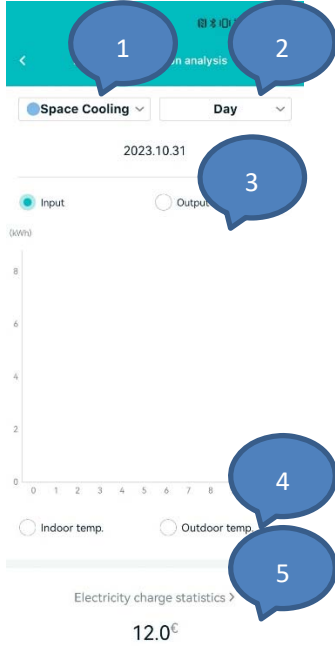 1
2
n analysis
Space Cooling
Day
2023.10.31
3
Input
Output
(kWh)
8
6
4
2
0
0 1 2 3 4 5 6 7 8
4
Indoor temp.
Outdoor temp.
5
Electricity charge statistics >
12.0€